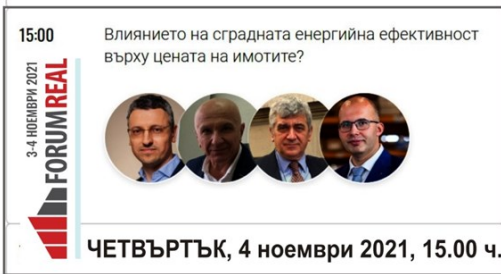 15:00
Влиянието на сградната енергийна ефективност
върху цената на имотите?
3-4 НОЕМВРИ 2021
FORUMREAL
ЧЕТВЪРТЪК, 4 ноември 2021, 15.00 ч.